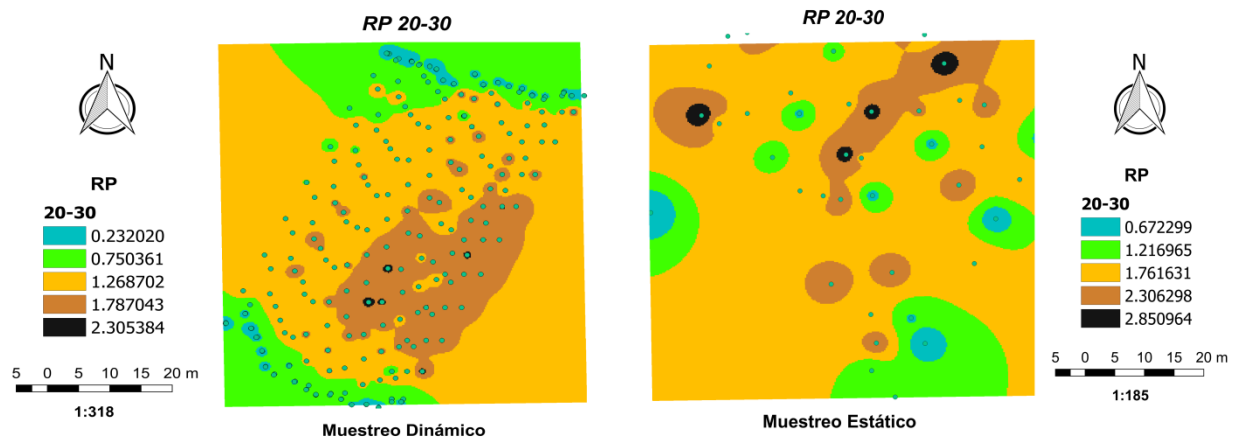 RP 20-30
N
RP
20-30
0.232020
0.750361
1.268702
1.787043
2.305384
5 0 5 10 15 20 m
1:318
Muestreo Dinámico
RP 20-30
N
RP
20-30
0.672299
1.216965
1.761631
2.306298
2.850964
5 0 5 10 15 20 m
1:185
Muestreo Estático